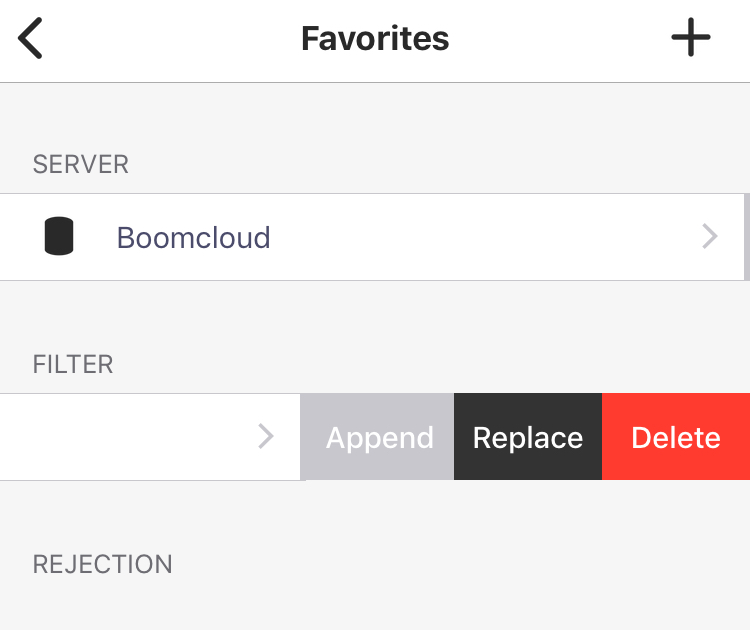 Favorites
SERVER
Boomcloud
FILTER
Append Replace Delete
REJECTION